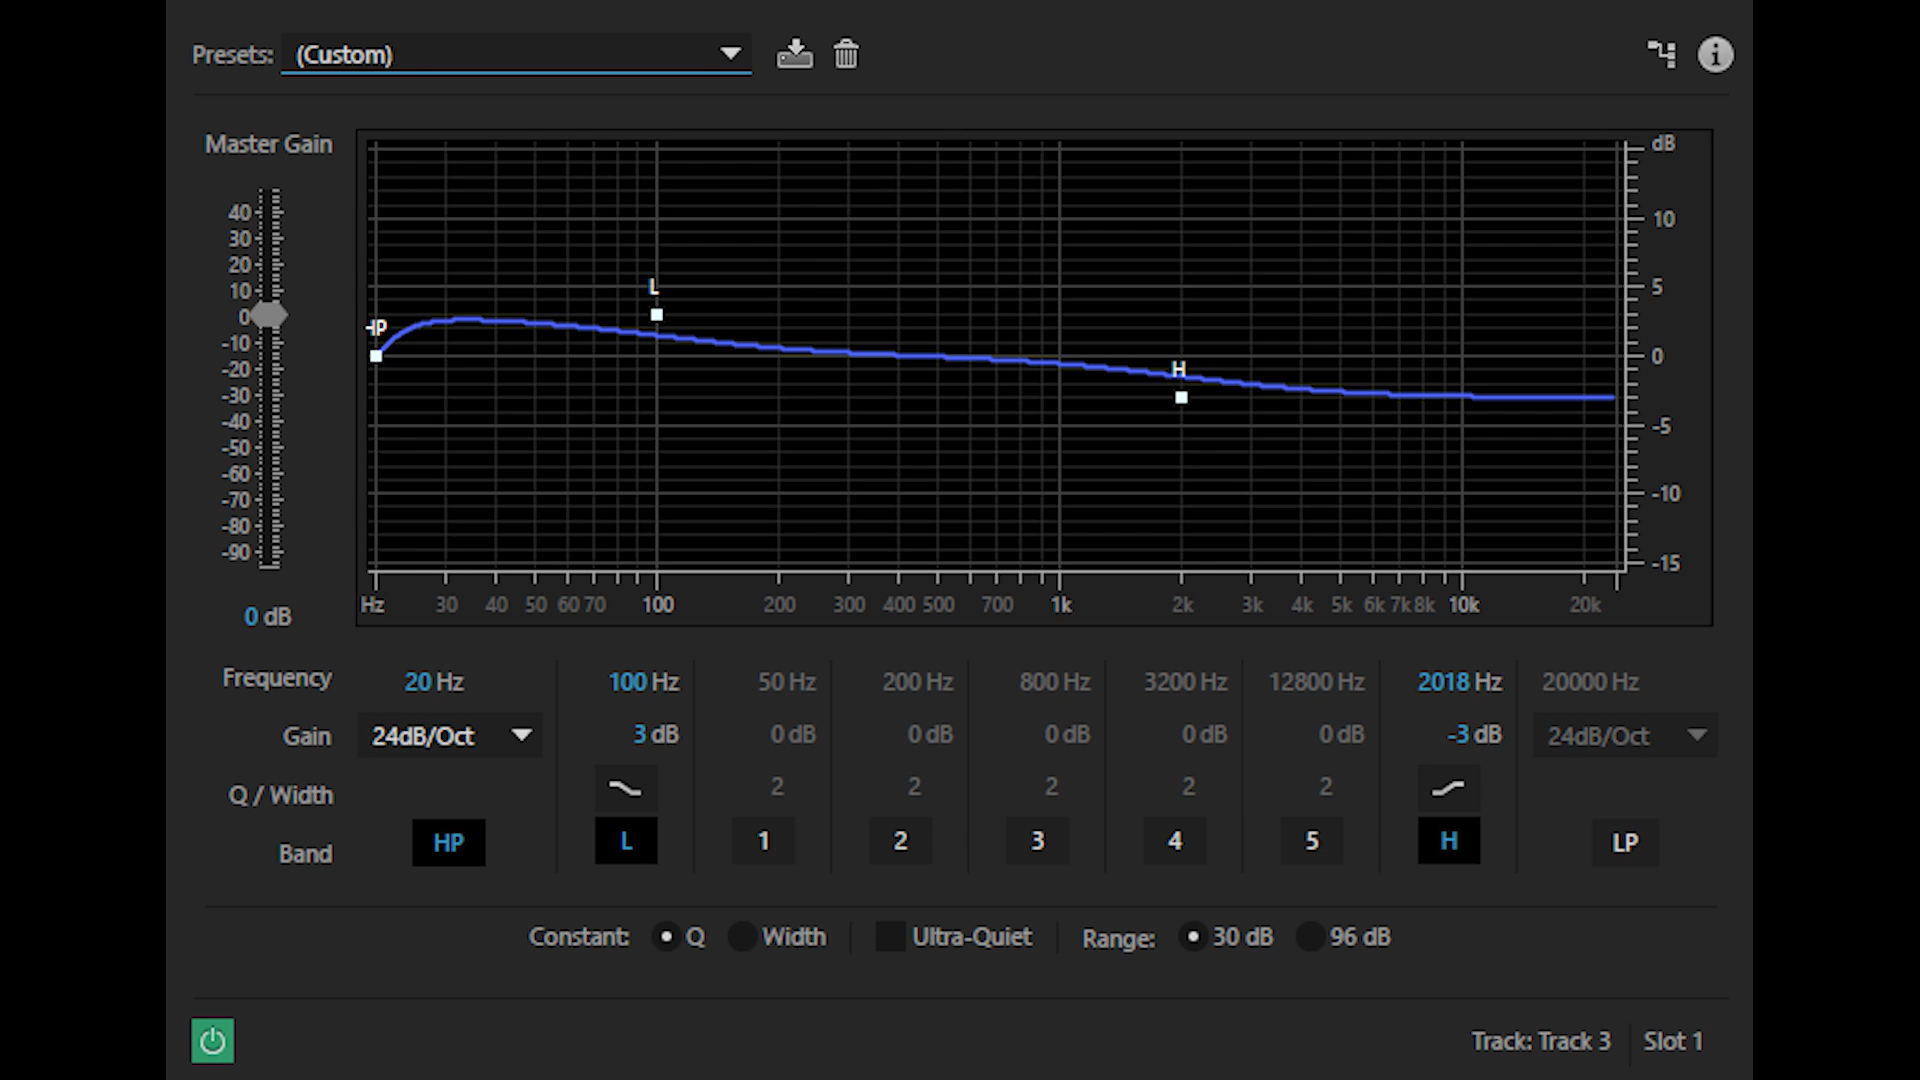 Presets: (Custom)
Master Gain
dB
40
30
20
10
0
-10
-20
-30
-40
-50
-60
-70
-80
-90
0 dB
HP
L
H
10
5
0
-5
-10
-15
Hz 30 40 50 60 70 100 200 300 400 500 700 1k 2k 3k 4k 5k 6k 7k 8k 10k 20k
Frequency 20 Hz 100 Hz 50 Hz 200 Hz 800 Hz 3200 Hz 12800 Hz 2018 Hz 20000 Hz
Gain 24dB/Oct 3 dB 0 dB 0 dB 0 dB 0 dB 0 dB -3 dB 24dB/Oct
Q / Width 2 2 2 2 2
Band HP L 1 2 3 4 5 H LP
Constant: Q Width Ultra-Quiet Range: 30 dB 96 dB
Track: Track 3 Slot 1